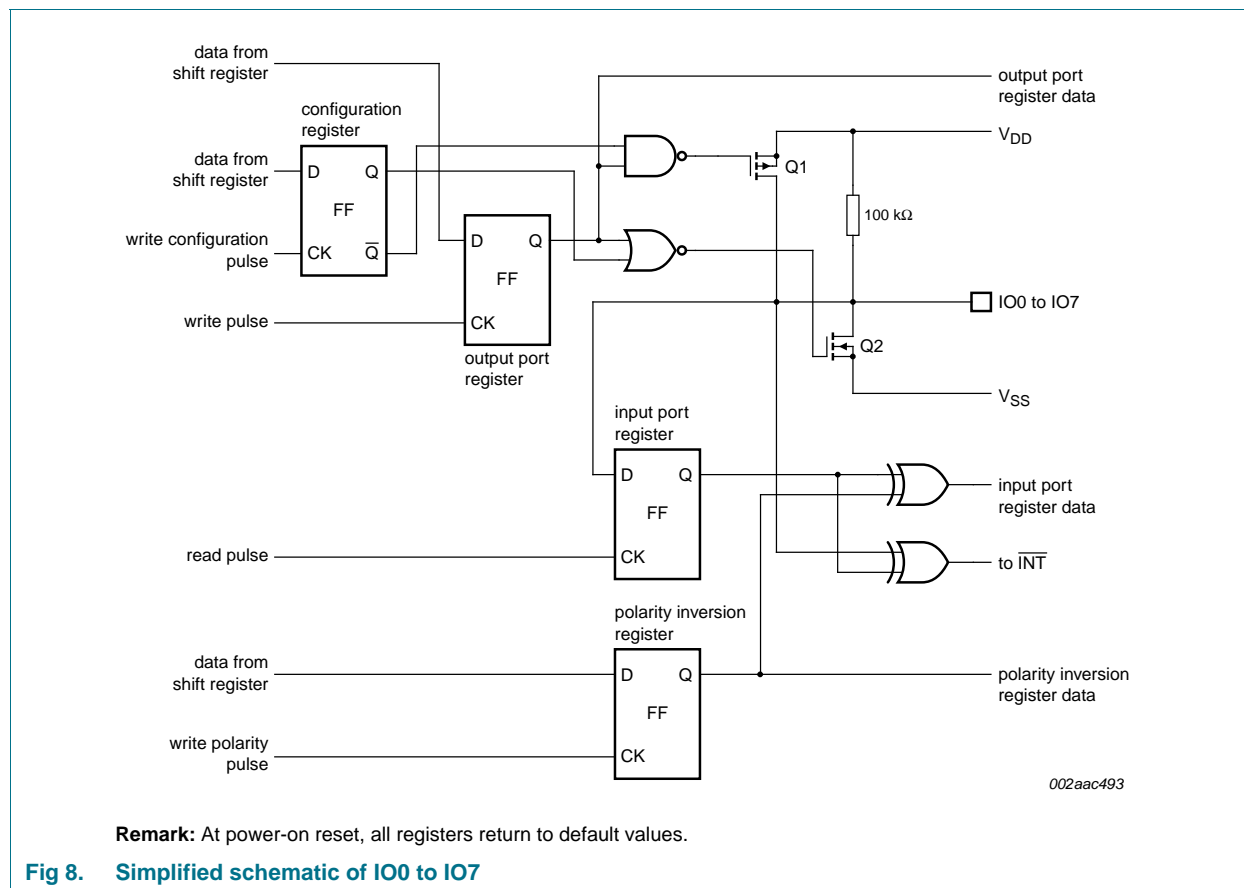 data from
shift register
output port
register data
configuration
register
VDD
data from
shift register
D
Q
Q1
FF
100 kΩ
write configuration
pulse
CK
Q̅
D
Q
FF
IO0 to IO7
write pulse
CK
Q2
output port
register
VSS
input port
register
D
Q
input port
register data
FF
read pulse
CK
to I̅N̅T̅
polarity inversion
register
data from
shift register
D
Q
polarity inversion
register data
FF
write polarity
pulse
CK
002aac493
Remark: At power-on reset, all registers return to default values.
Fig 8. Simplified schematic of IO0 to IO7